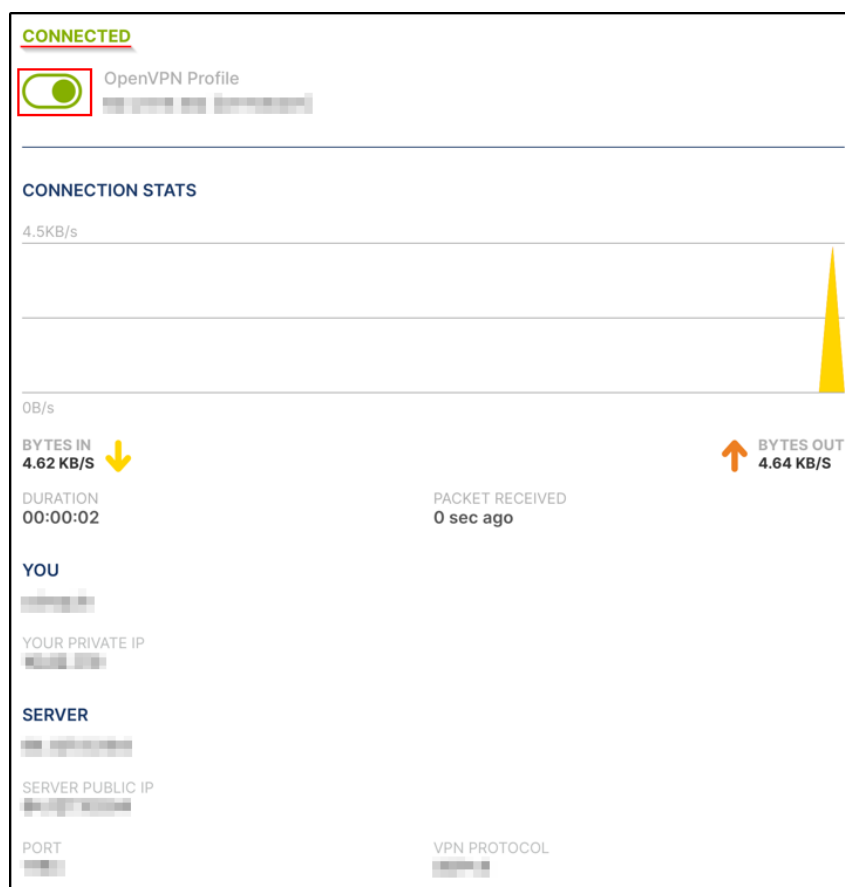 CONNECTED
OpenVPN Profile
CONNECTION STATS
4.5KB/s
0B/s
BYTES IN
4.62 KB/S
BYTES OUT
4.64 KB/S
DURATION
00:00:02
PACKET RECEIVED
0 sec ago
YOU
YOUR PRIVATE IP
SERVER
SERVER PUBLIC IP
PORT
VPN PROTOCOL